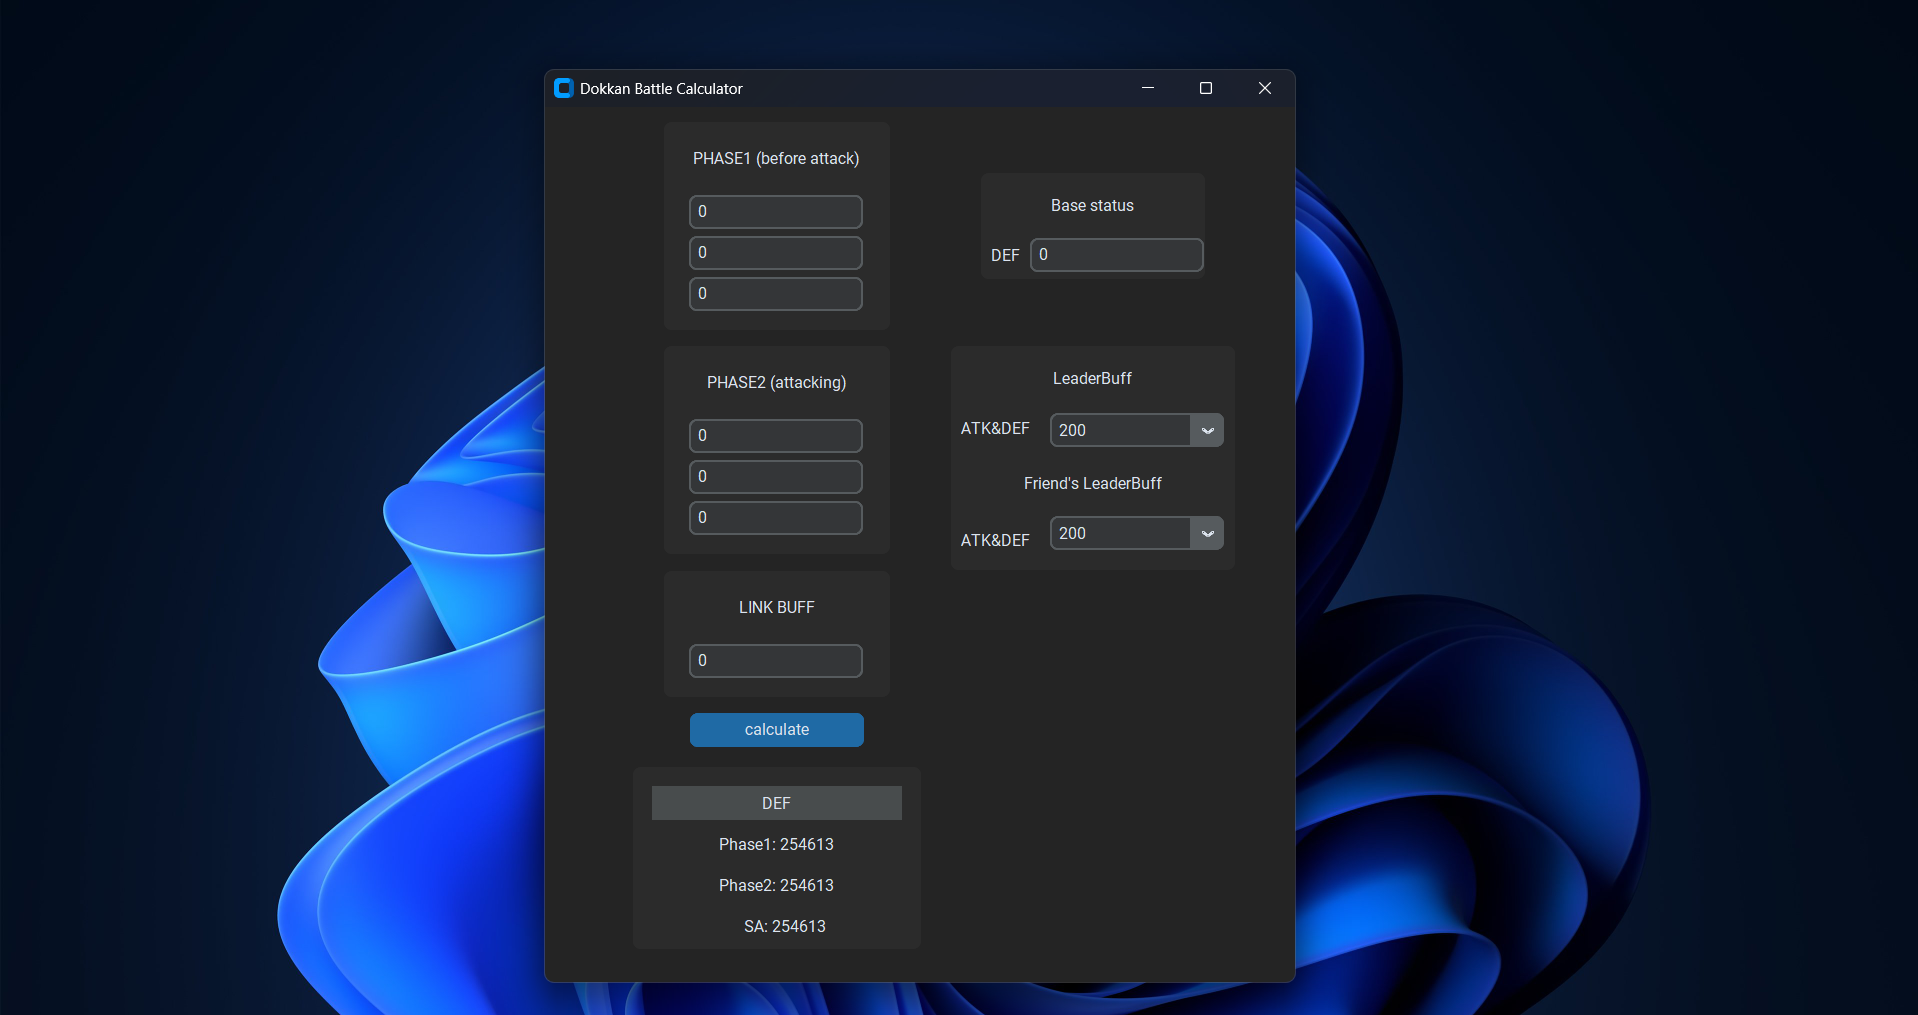 Dokkan Battle Calculator
PHASE1 (before attack)
0
0
0
PHASE2 (attacking)
0
0
0
LINK BUFF
0
calculate
DEF
Phase1: 254613
Phase2: 254613
SA: 254613
Base status
DEF 0
LeaderBuff
ATK&DEF 200
Friend's LeaderBuff
ATK&DEF 200